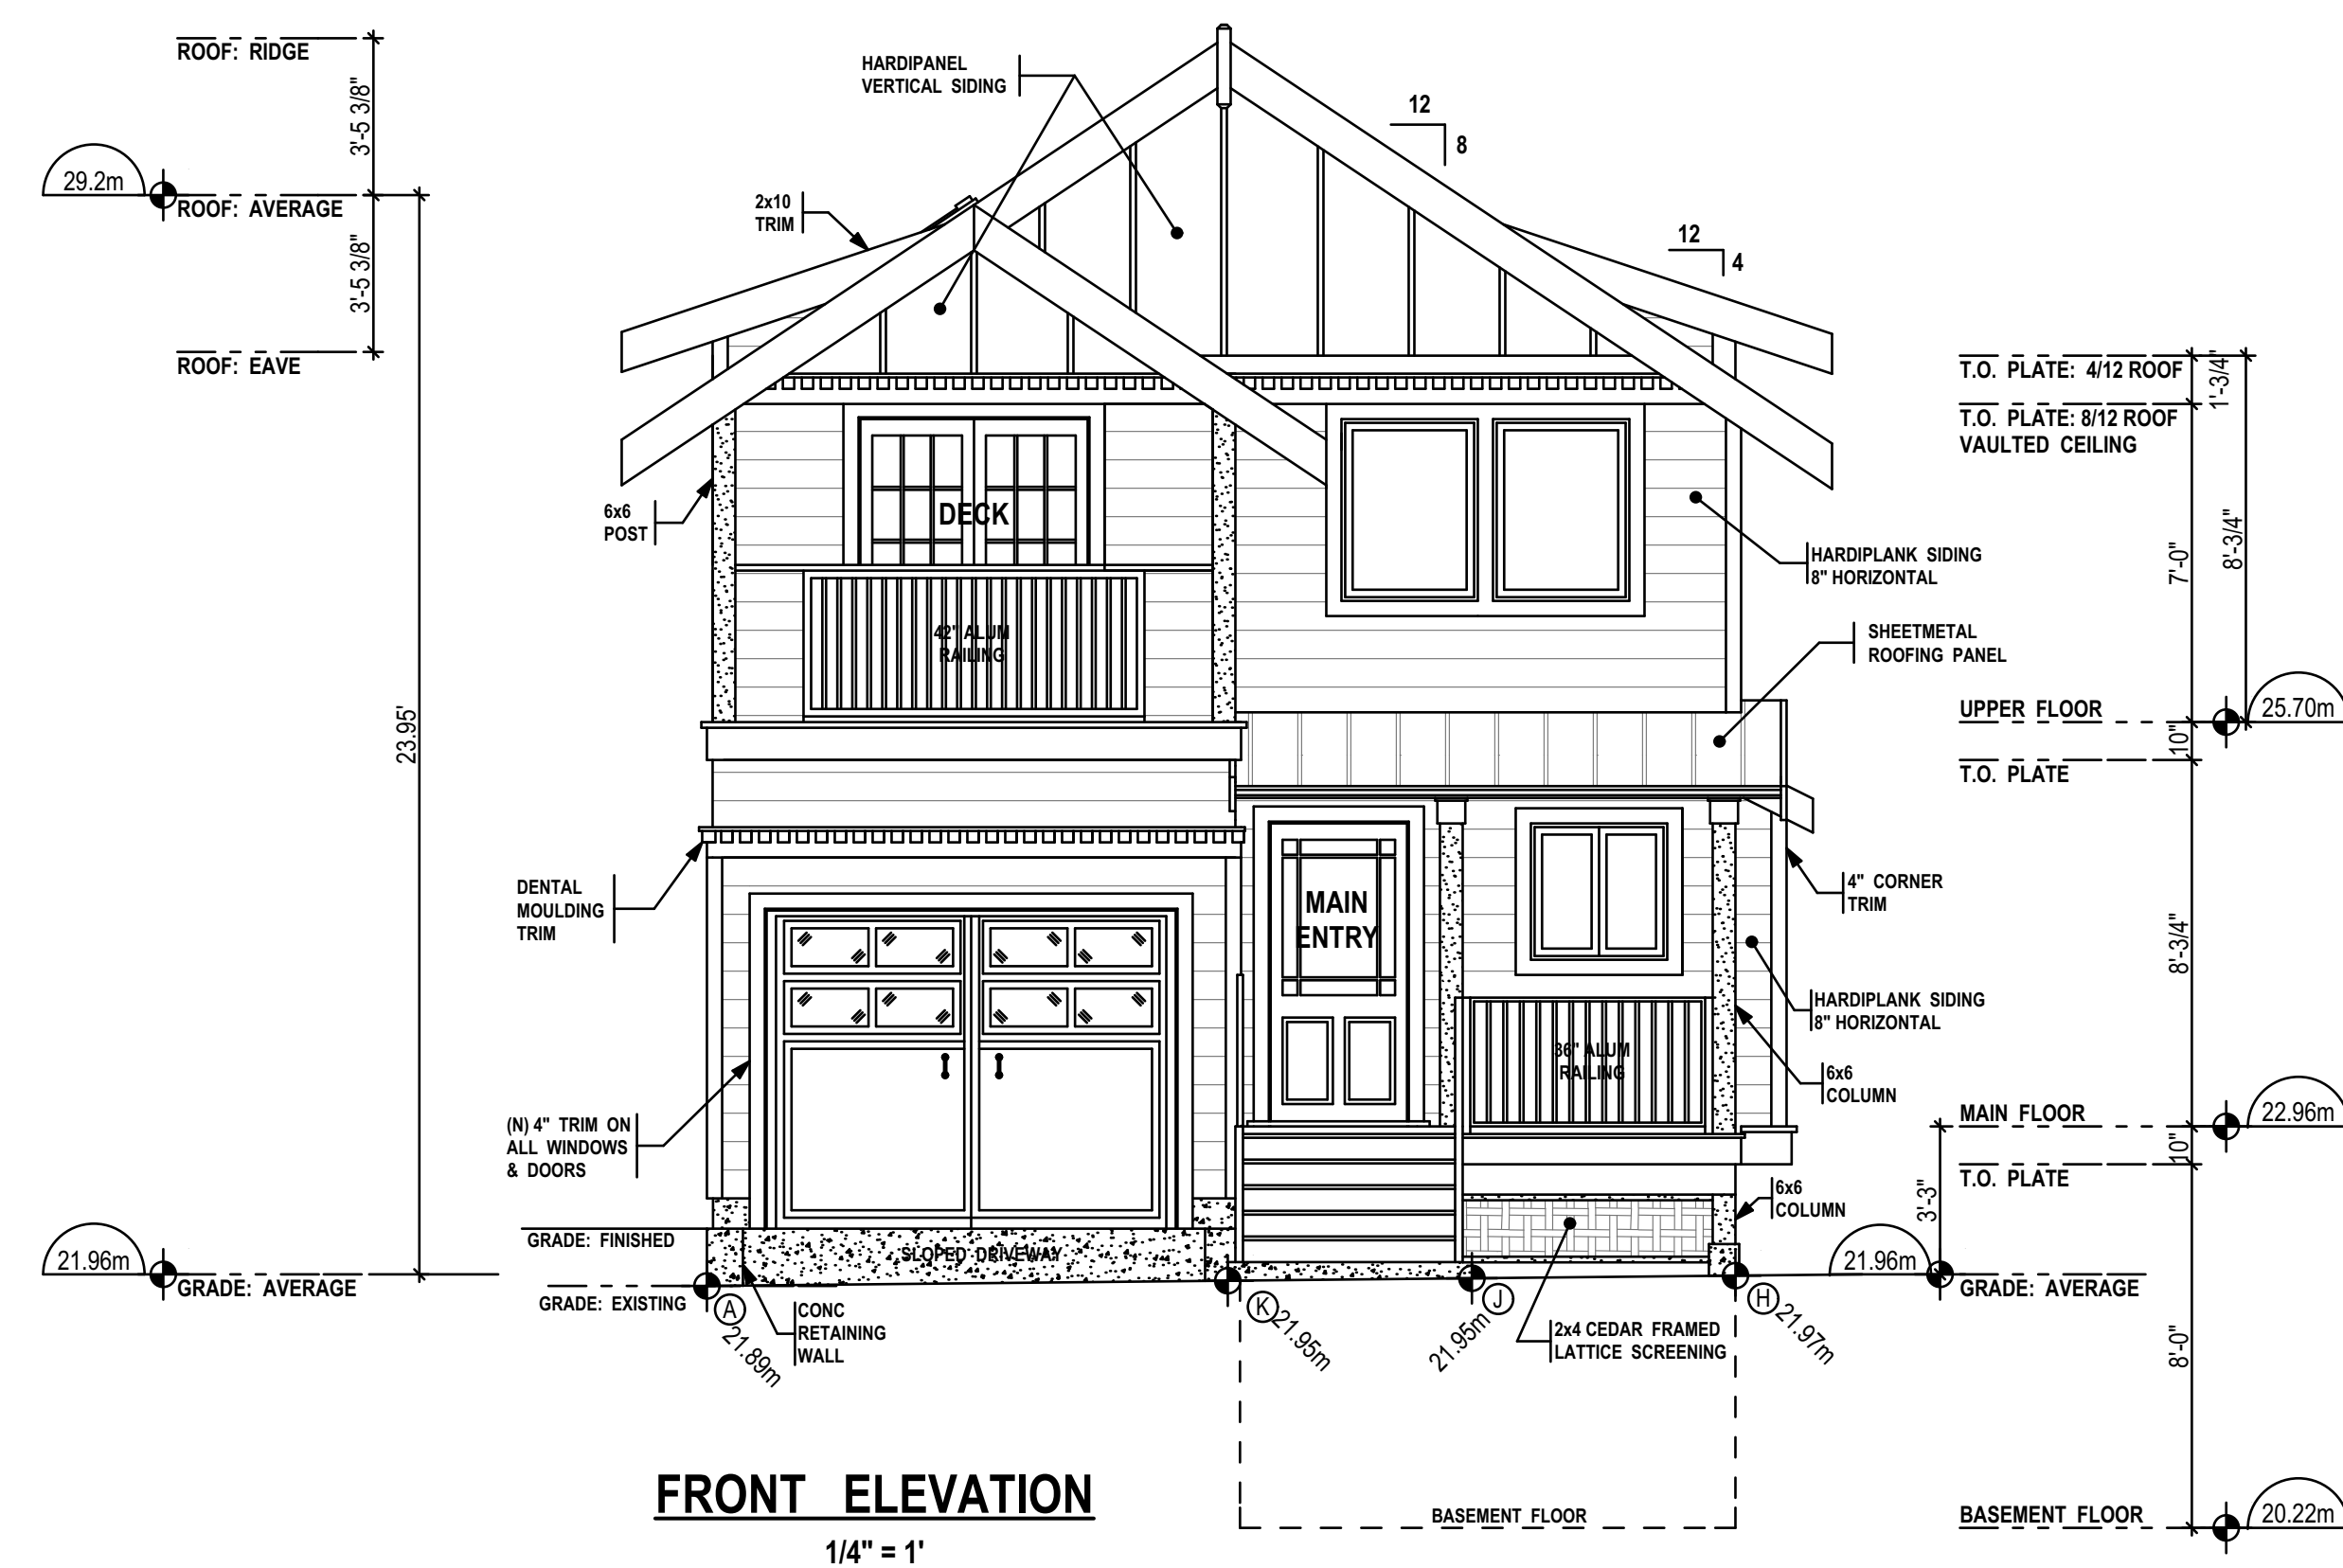 ROOF: RIDGE
3'-5 3/8"
29.2m
ROOF: AVERAGE
3'-5 3/8"
ROOF: EAVE
23.95'
21.96m
GRADE: AVERAGE
HARDIPANEL
VERTICAL SIDING
2x10
TRIM
12
8
12
4
6x6
POST
DECK
42" ALUM
RAILING
HARDIPLANK SIDING
8" HORIZONTAL
SHEETMETAL
ROOFING PANEL
DENTAL
MOULDING
TRIM
MAIN
ENTRY
4" CORNER
TRIM
HARDIPLANK SIDING
8" HORIZONTAL
36" ALUM
RAILING
6x6
COLUMN
(N) 4" TRIM ON
ALL WINDOWS
& DOORS
6x6
COLUMN
GRADE: FINISHED
SLOPED DRIVEWAY
GRADE: EXISTING
A
21.89m
CONC
RETAINING
WALL
K
21.95m
J
21.95m
H
21.97m
2x4 CEDAR FRAMED
LATTICE SCREENING
BASEMENT FLOOR
T.O. PLATE: 4/12 ROOF
1'-3/4"
T.O. PLATE: 8/12 ROOF
VAULTED CEILING
7'-0"
8'-3/4"
UPPER FLOOR
25.70m
10"
T.O. PLATE
8'-3/4"
MAIN FLOOR
22.96m
10"
T.O. PLATE
3'-3"
21.96m
GRADE: AVERAGE
8'-0"
BASEMENT FLOOR
20.22m
FRONT ELEVATION
1/4" = 1'